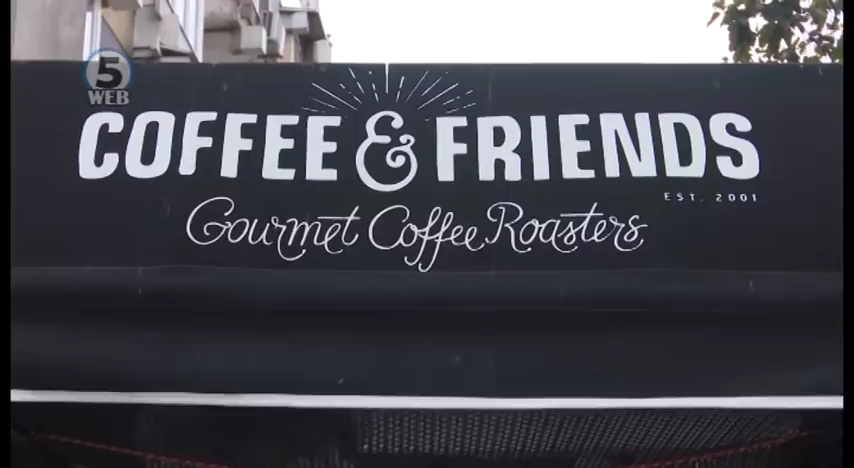 5
WEB
COFFEE & FRIENDS
EST. 2001
Gourmet Coffee Roasters